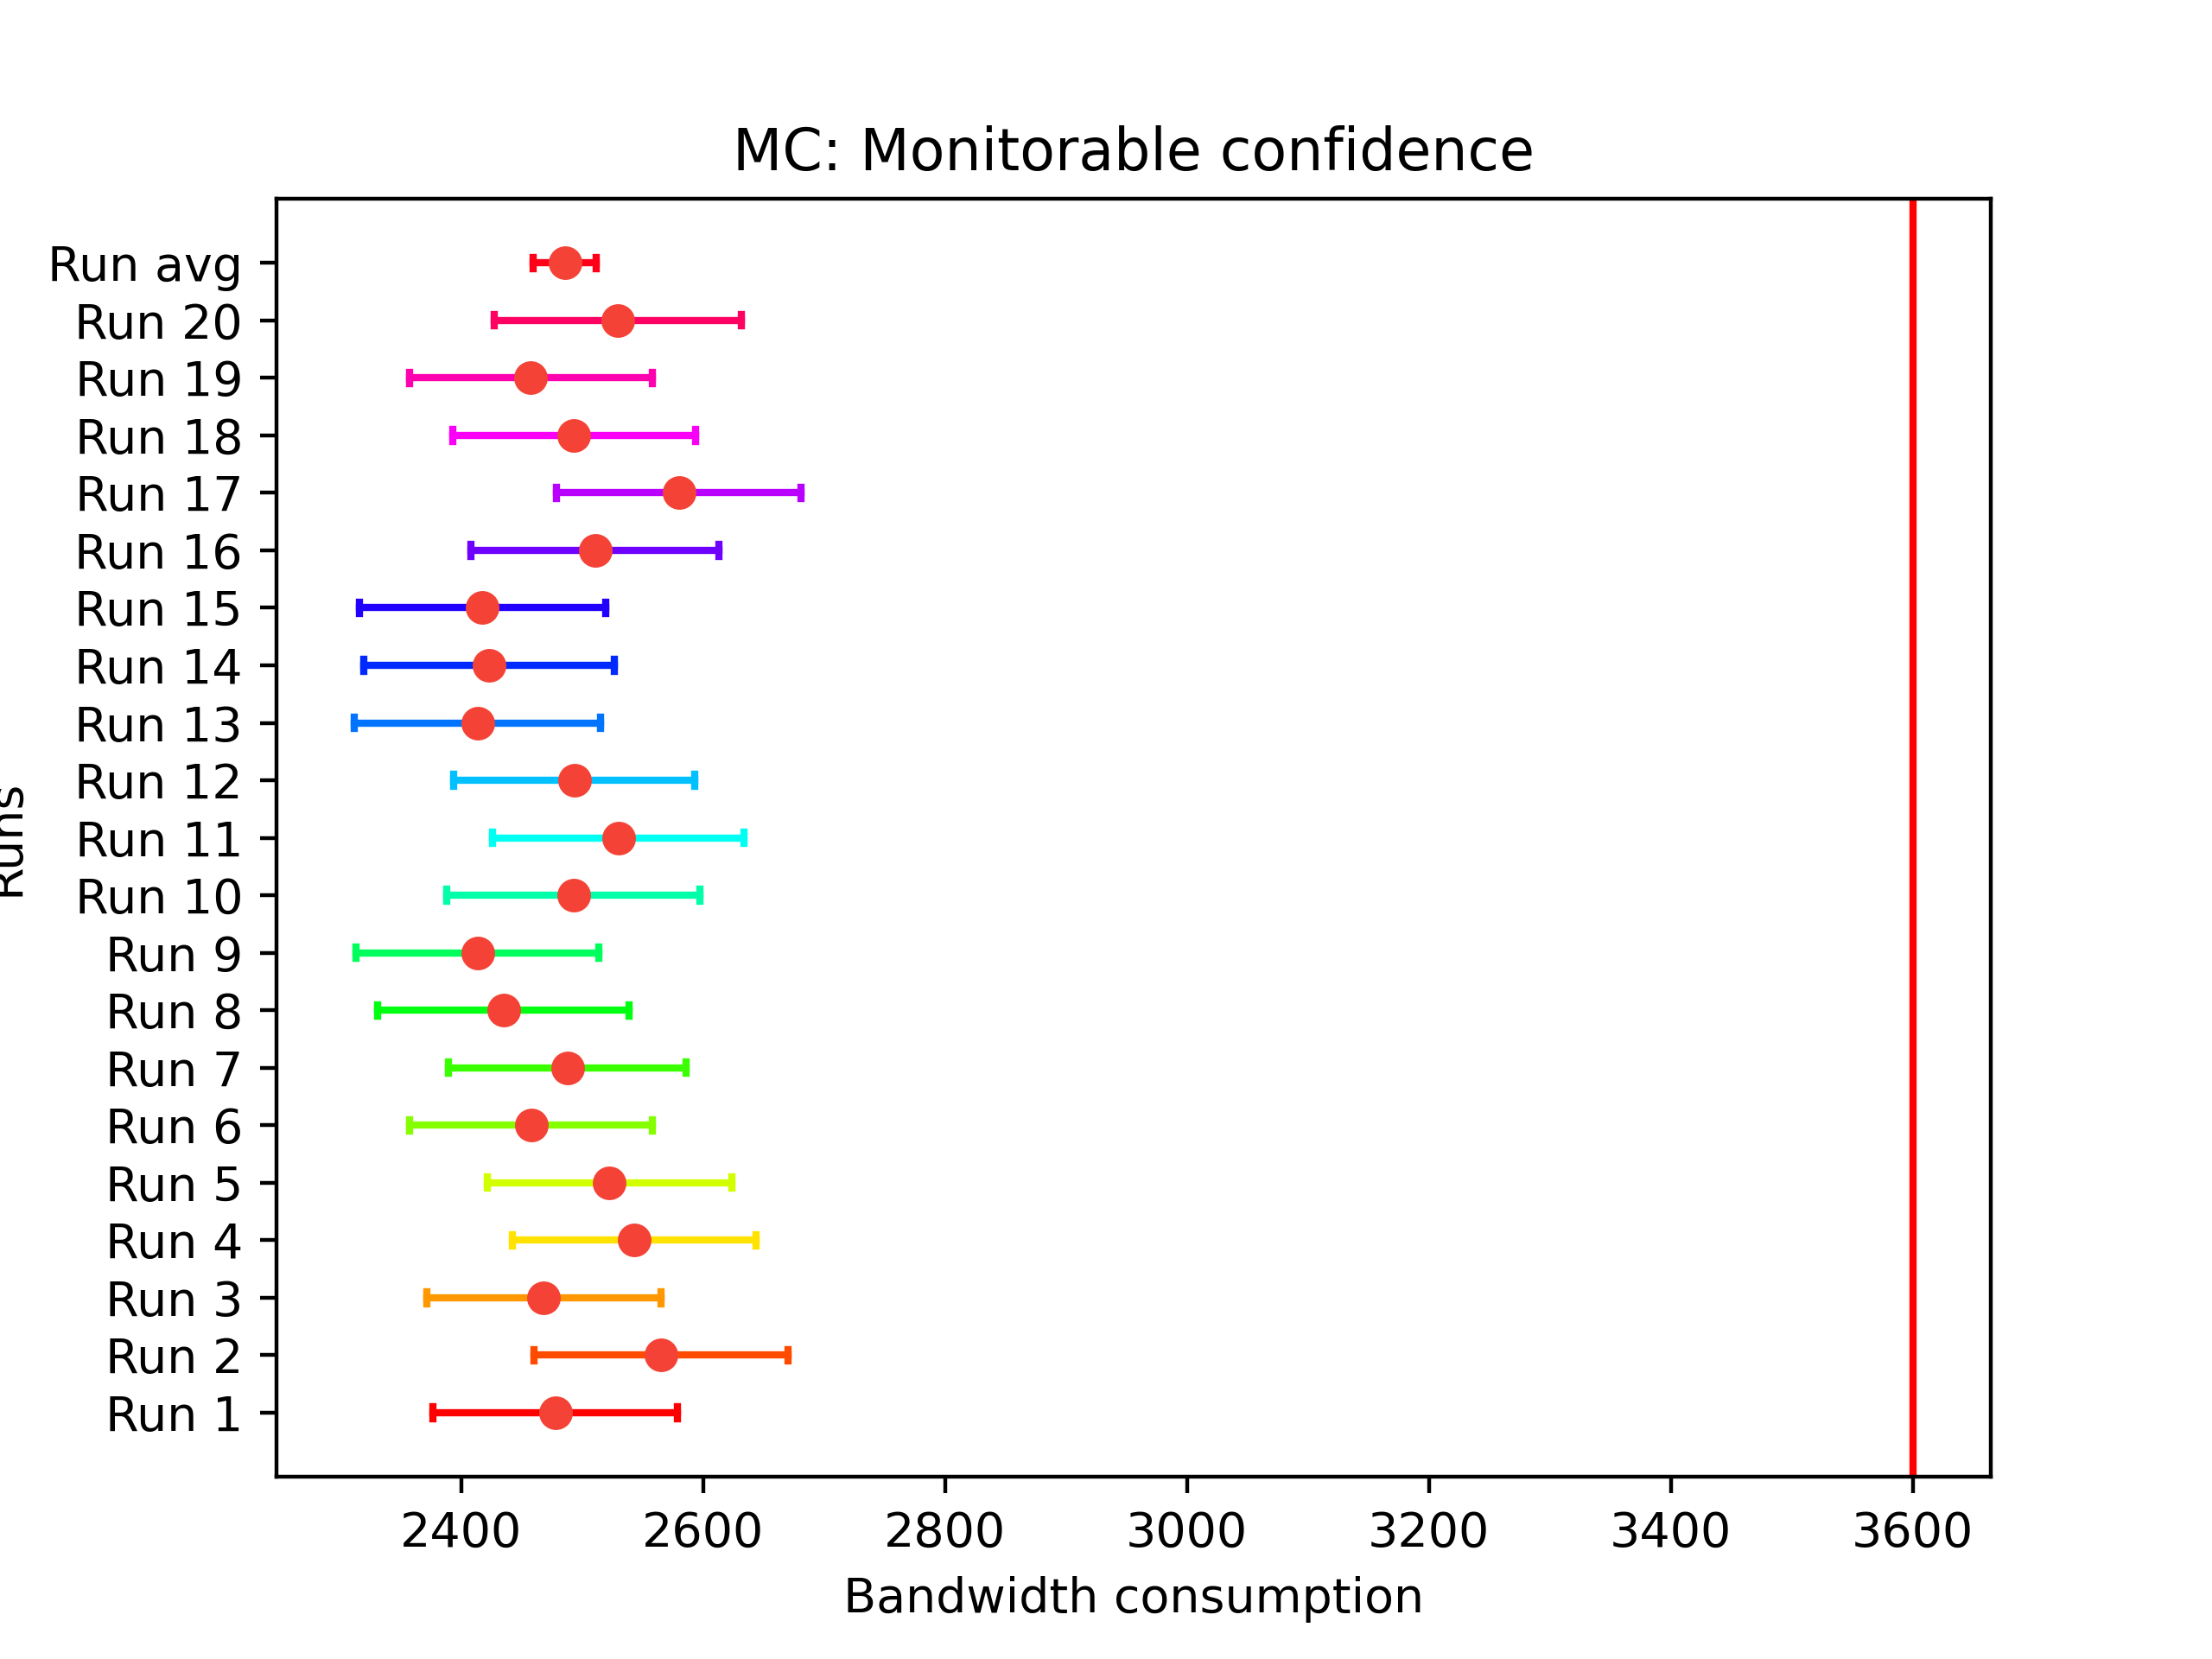 MC: Monitorable confidence
Run avg
Run 20
Run 19
Run 18
Run 17
Run 16
Run 15
Run 14
Run 13
Run 12
Run 11
Run 10
Run 9
Run 8
Run 7
Run 6
Run 5
Run 4
Run 3
Run 2
Run 1
Runs
2400 2600 2800 3000 3200 3400 3600
Bandwidth consumption